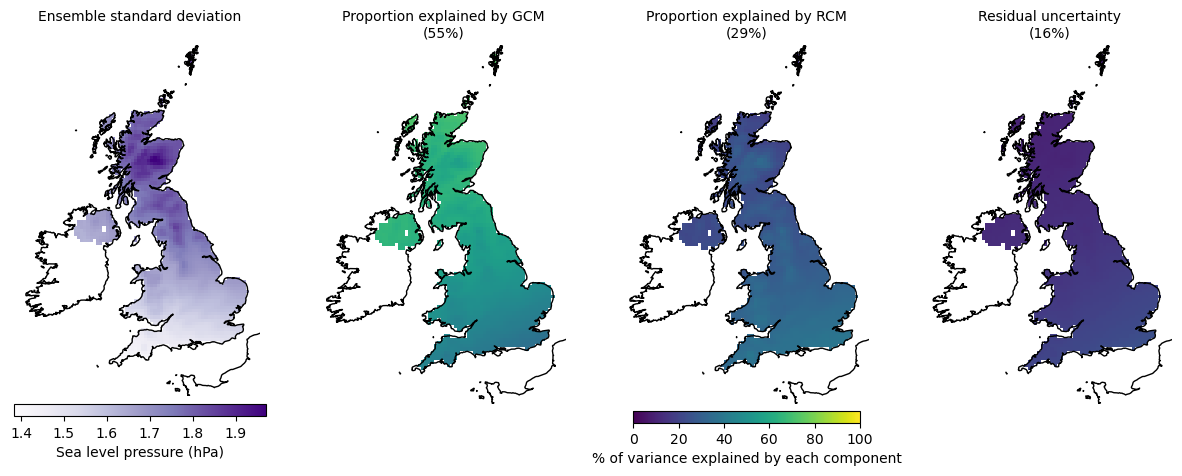 Ensemble standard deviation
Proportion explained by GCM
(55%)
Proportion explained by RCM
(29%)
Residual uncertainty
(16%)
1.4 1.5 1.6 1.7 1.8 1.9
Sea level pressure (hPa)
0 20 40 60 80 100
% of variance explained by each component